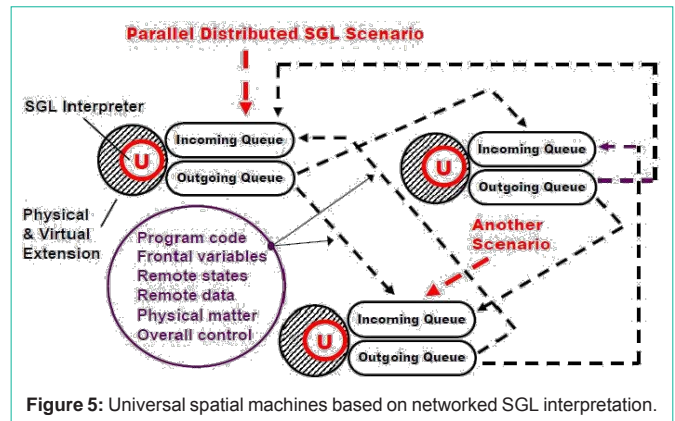 Parallel Distributed SGL Scenario
SGL Interpreter
Incoming Queue
U
Outgoing Queue
Physical
& Virtual
Extension
Incoming Queue
U
Outgoing Queue
Program code
Frontal variables
Remote states
Remote data
Physical matter
Overall control
Another
Scenario
Incoming Queue
U
Outgoing Queue
Figure 5: Universal spatial machines based on networked SGL interpretation.